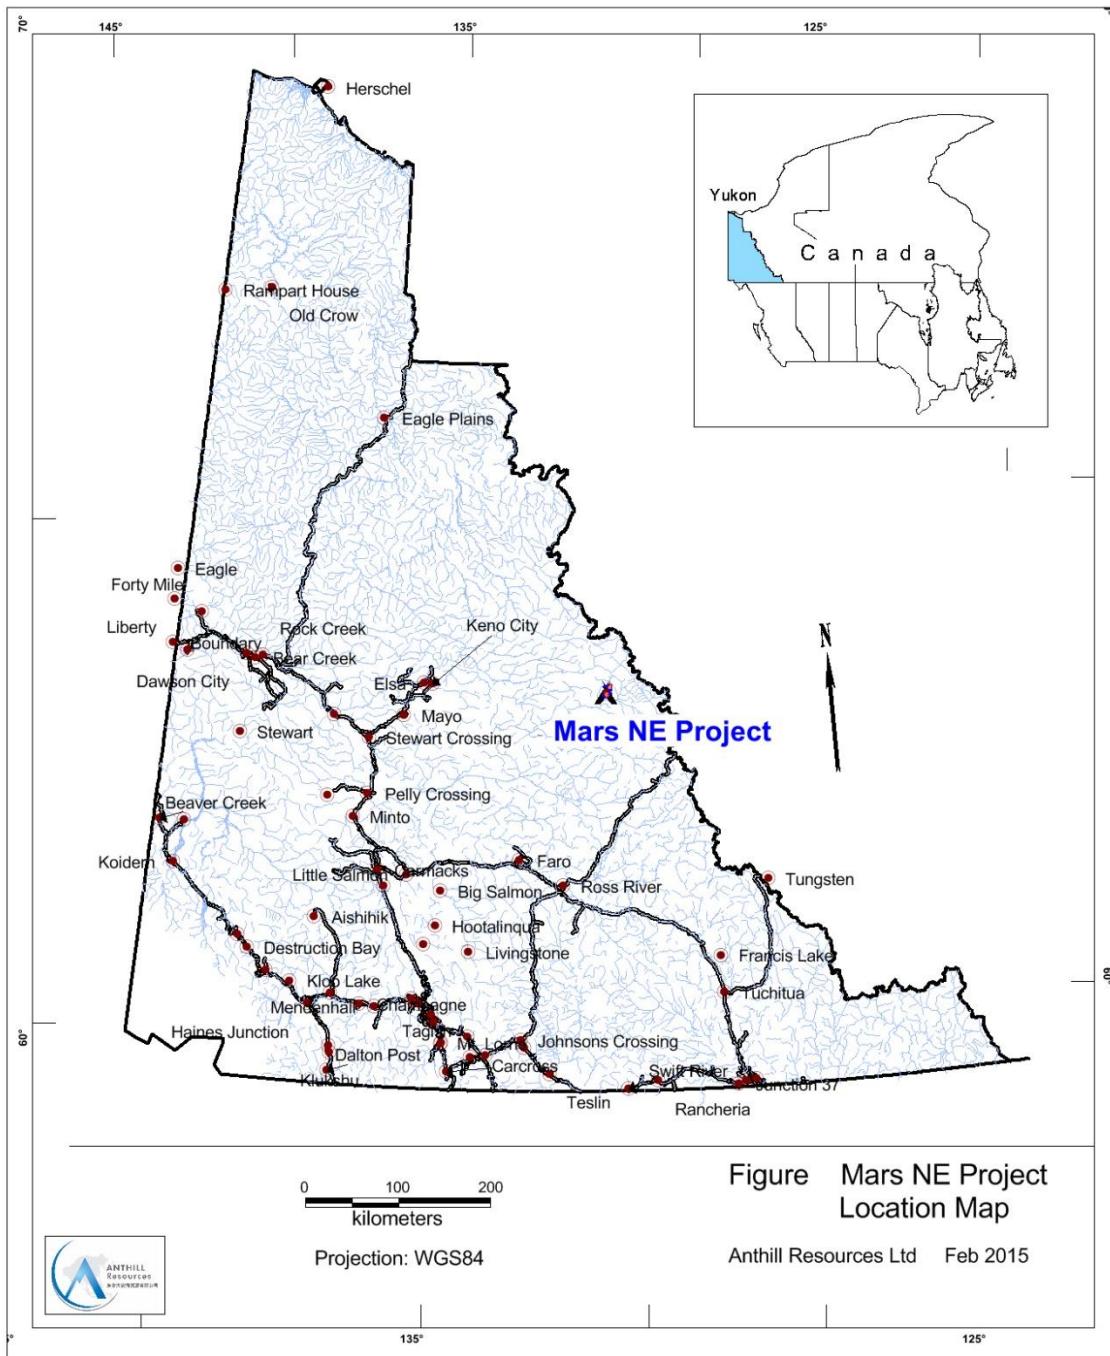 70°
145°
135°
125°
Herschel
Yukon
Canada
Rampart House
Old Crow
Eagle Plains
Eagle
Forty Mile
Liberty
Rock Creek
Keno City
Boundary
Bear Creek
Dawson City
Elsa
Mayo
Mars NE Project
N
Stewart
Stewart Crossing
Beaver Creek
Pelly Crossing
Minto
Koidern
Little Salmon
Faro
Ross River
Tungsten
Big Salmon
Aishihik
Hootalinqua
Destruction Bay
Livingstone
Francis Lake
Kloo Lake
Tuchitua
Mendenhall
Champagne
60°
Haines Junction
Tagish
Johnsons Crossing
Dalton Post
Carcross
Klukshu
Swift River
Junction 37
Teslin
Rancheria
0 100 200
kilometers
Projection: WGS84
Figure Mars NE Project
Location Map
Anthill Resources Ltd Feb 2015
ANTHILL
Resources
135°
125°